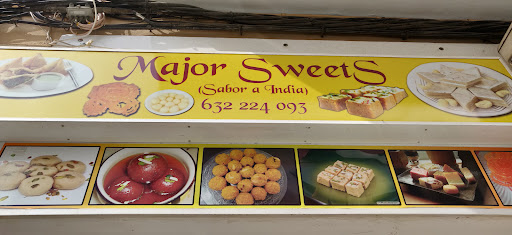 Major Sweets
(Sabor a India)
632 224 093